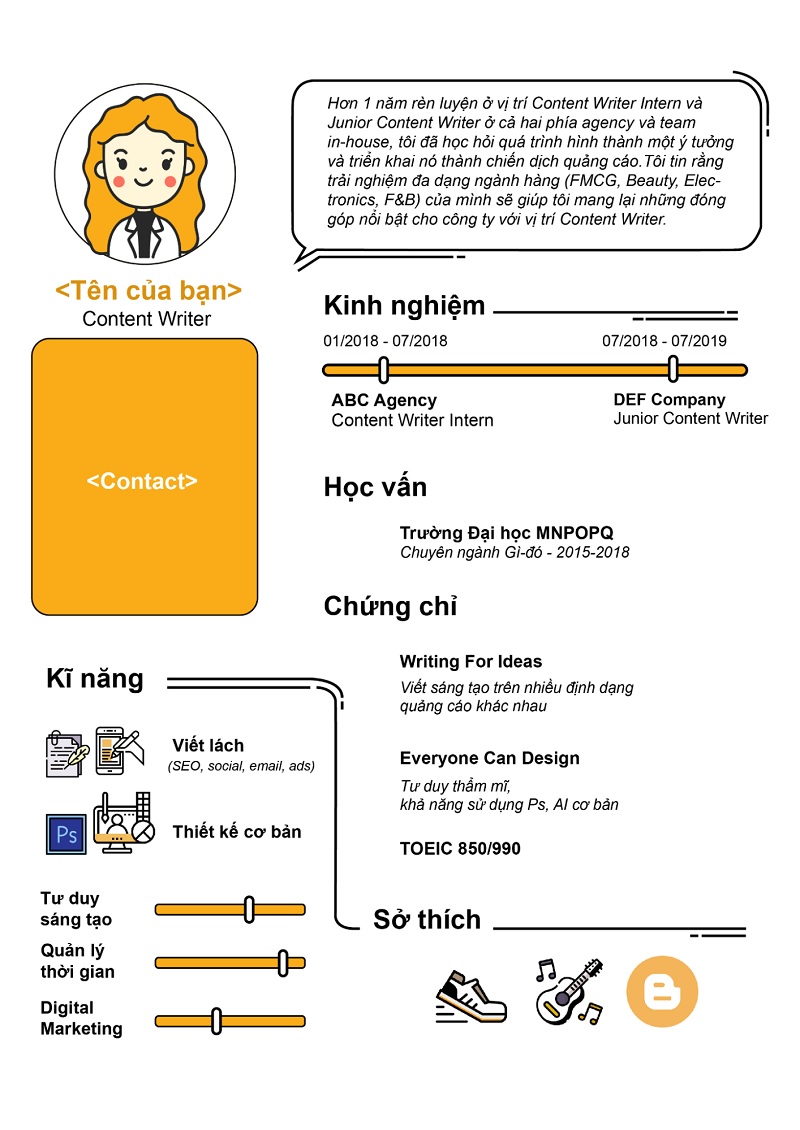 Hơn 1 năm rèn luyện ở vị trí Content Writer Intern và
Junior Content Writer ở cả hai phía agency và team
in-house, tôi đã học hỏi quá trình hình thành một ý tưởng
và triển khai nó thành chiến dịch quảng cáo.Tôi tin rằng
trải nghiệm đa dạng ngành hàng (FMCG, Beauty, Elec-
tronics, F&B) của mình sẽ giúp tôi mang lại những đóng
góp nổi bật cho công ty với vị trí Content Writer.
<Tên của bạn>
Content Writer
<Contact>
Kinh nghiệm
01/2018 - 07/2018
07/2018 - 07/2019
ABC Agency
Content Writer Intern
DEF Company
Junior Content Writer
Học vấn
Trường Đại học MNPOPQ
Chuyên ngành Gì-đó - 2015-2018
Chứng chỉ
Writing For Ideas
Viết sáng tạo trên nhiều định dạng
quảng cáo khác nhau
Everyone Can Design
Tư duy thẩm mĩ,
khả năng sử dụng Ps, AI cơ bản
TOEIC 850/990
Kĩ năng
Viết lách
(SEO, social, email, ads)
Ps
Thiết kế cơ bản
Tư duy
sáng tạo
Quản lý
thời gian
Digital
Marketing
Sở thích